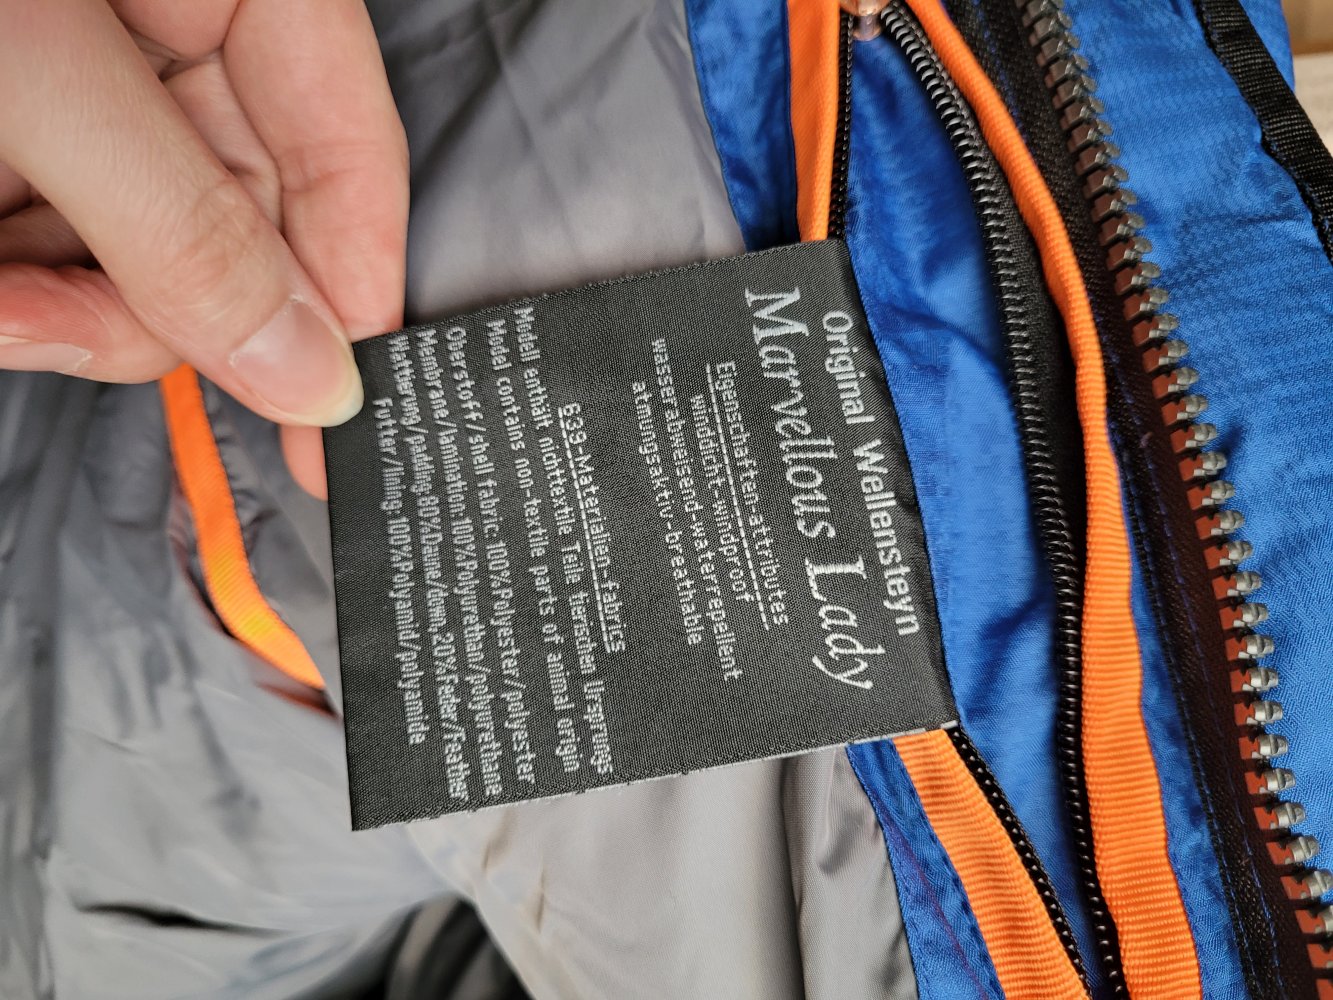 Original Wellensteyn
Marvellous Lady
Eigenschaften-attributes
winddicht-windproof
wasserabweisend-waterrepellent
atmungsaktiv-breathable
639-Materialien-fabrics
Modell enthält nichttextile Teile tierischen Ursprungs
Model contains non-textile parts of animal origin
Oberstoff/shell fabric:100%Polyester/polyester
Membrane/lamination:100%Polyurethan/polyurethane
Wattierung/padding:80%Daune/down,20%Feder/feather
Futter/lining:100%Polyamid/polyamide